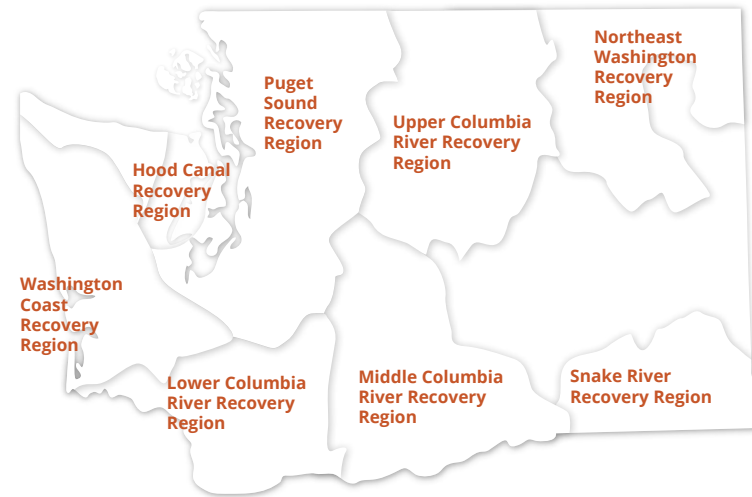 Northeast
Washington
Recovery
Region
Puget
Sound
Recovery
Region
Upper Columbia
River Recovery
Region
Hood Canal
Recovery
Region
Washington
Coast
Recovery
Region
Lower Columbia
River Recovery
Region
Middle Columbia
River Recovery
Region
Snake River
Recovery Region